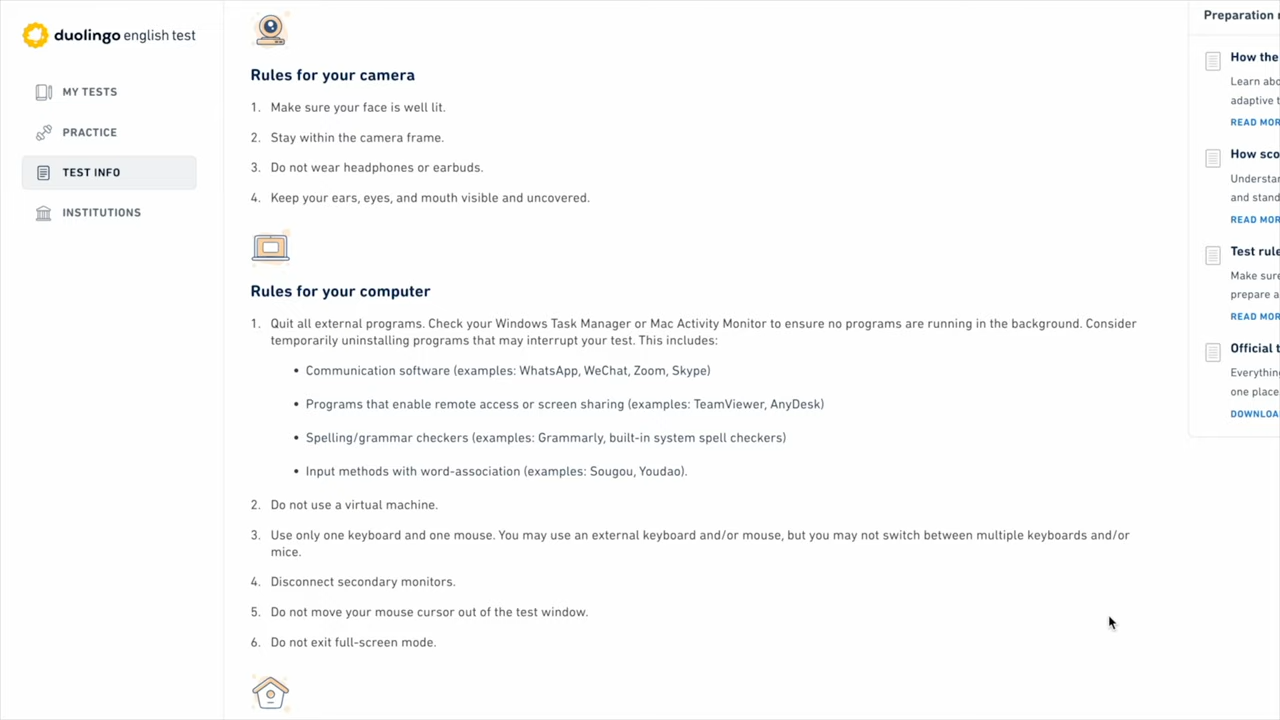 duolingo english test
MY TESTS
PRACTICE
TEST INFO
INSTITUTIONS
Rules for your camera
1. Make sure your face is well lit.
2. Stay within the camera frame.
3. Do not wear headphones or earbuds.
4. Keep your ears, eyes, and mouth visible and uncovered.
Rules for your computer
1. Quit all external programs. Check your Windows Task Manager or Mac Activity Monitor to ensure no programs are running in the background. Consider
temporarily uninstalling programs that may interrupt your test. This includes:
• Communication software (examples: WhatsApp, WeChat, Zoom, Skype)
• Programs that enable remote access or screen sharing (examples: TeamViewer, AnyDesk)
• Spelling/grammar checkers (examples: Grammarly, built-in system spell checkers)
• Input methods with word-association (examples: Sougou, Youdao).
2. Do not use a virtual machine.
3. Use only one keyboard and one mouse. You may use an external keyboard and/or mouse, but you may not switch between multiple keyboards and/or
mice.
4. Disconnect secondary monitors.
5. Do not move your mouse cursor out of the test window.
6. Do not exit full-screen mode.
Preparation
How the
Learn
adaptive
READ
How
and
READ
Test
Make sure
prepare
READ
Official
one place